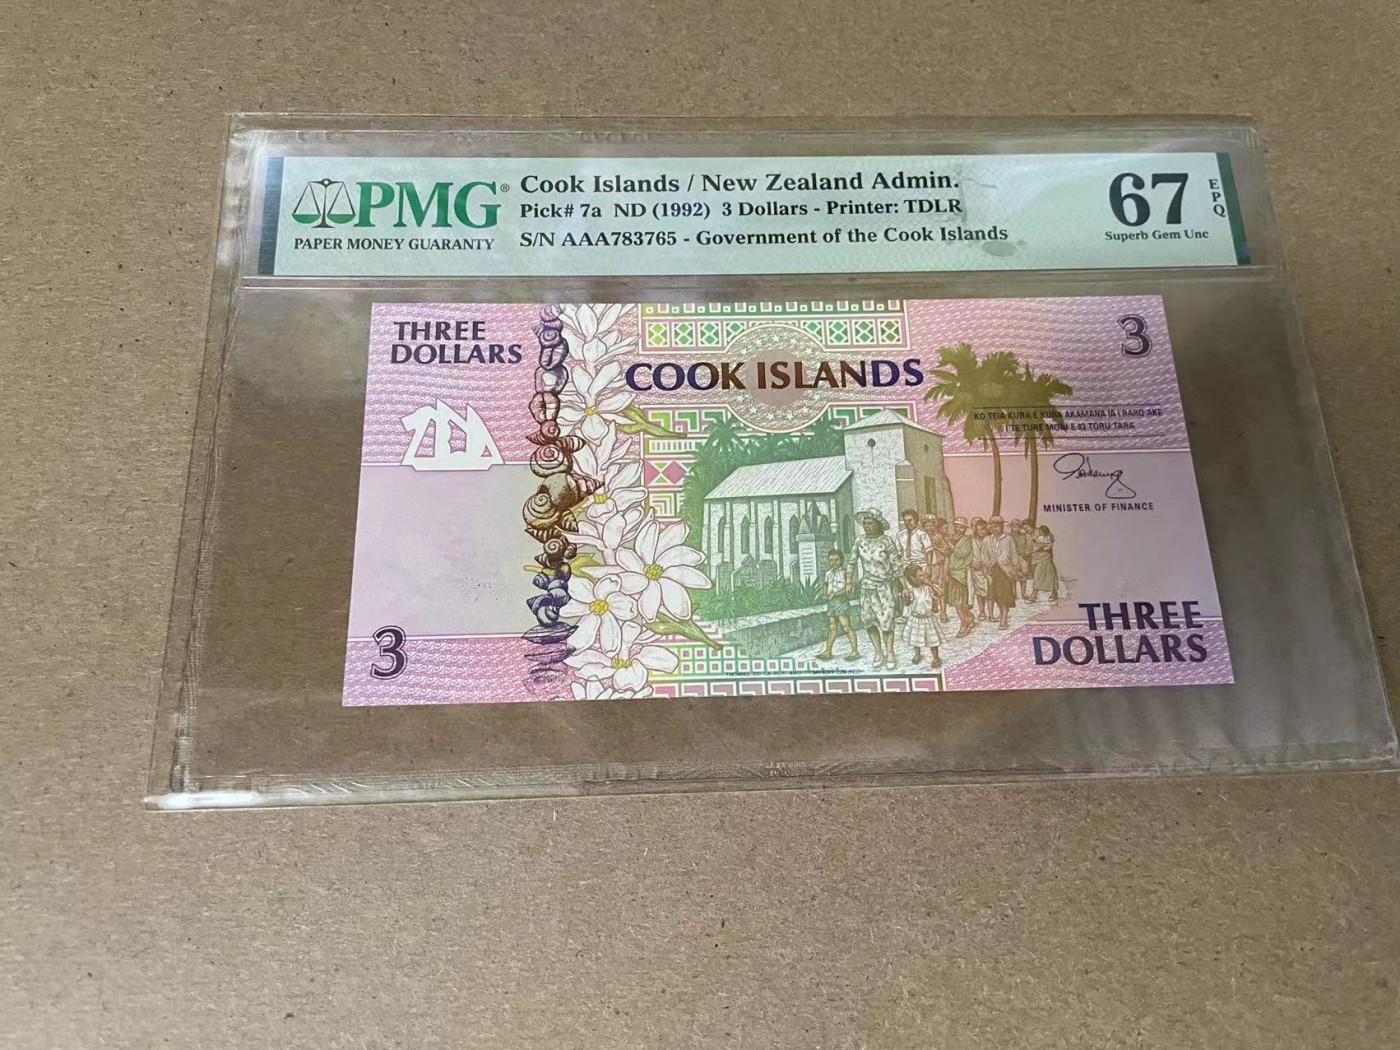 PMG®
PAPER MONEY GUARANTY
Cook Islands / New Zealand Admin.
Pick# 7a ND (1992) 3 Dollars - Printer: TDLR
S/N AAA783765 - Government of the Cook Islands
67
EPQ
Superb Gem Unc
THREE
DOLLARS
COOK ISLANDS
3
KO TEIA KURA E KURA AKAMANA IA I RARO AKE
I TE TURE MONI E KI TORU TARA
MINISTER OF FINANCE
3
THREE
DOLLARS